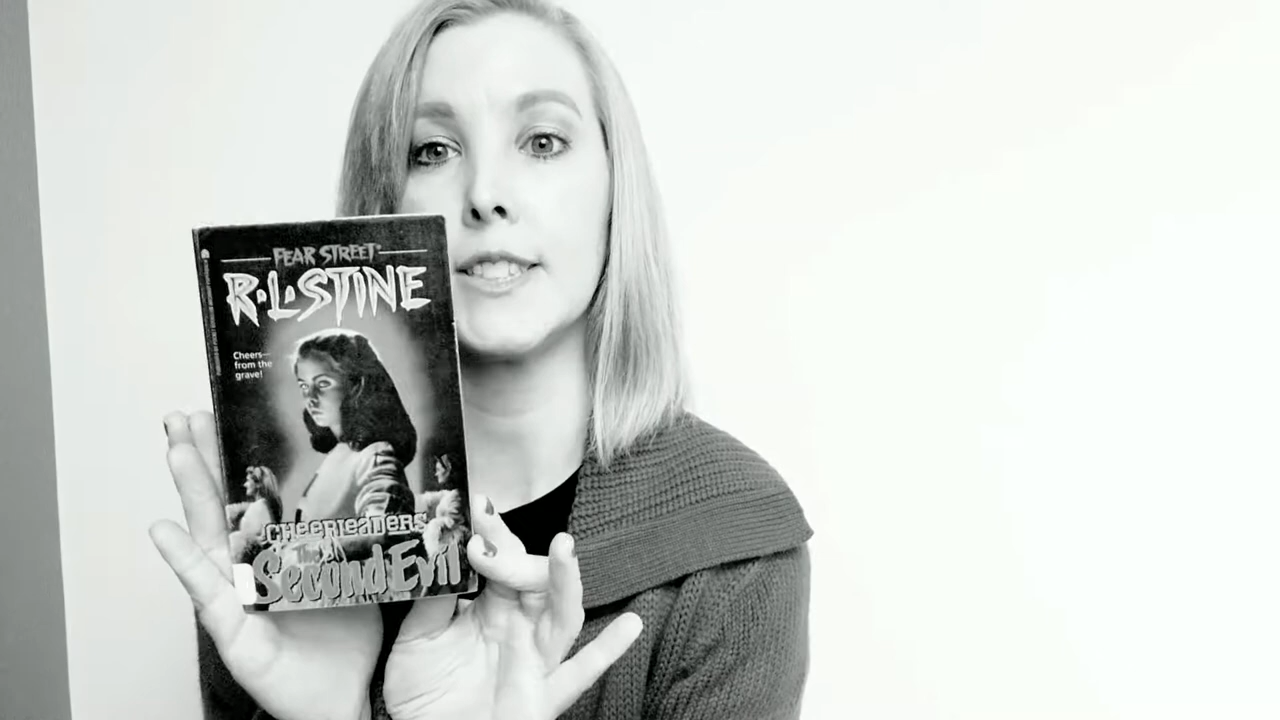 FEAR STREET
R·L·STINE
Cheers—
from the
grave!
CHEERLEADERS
The
Second Evil